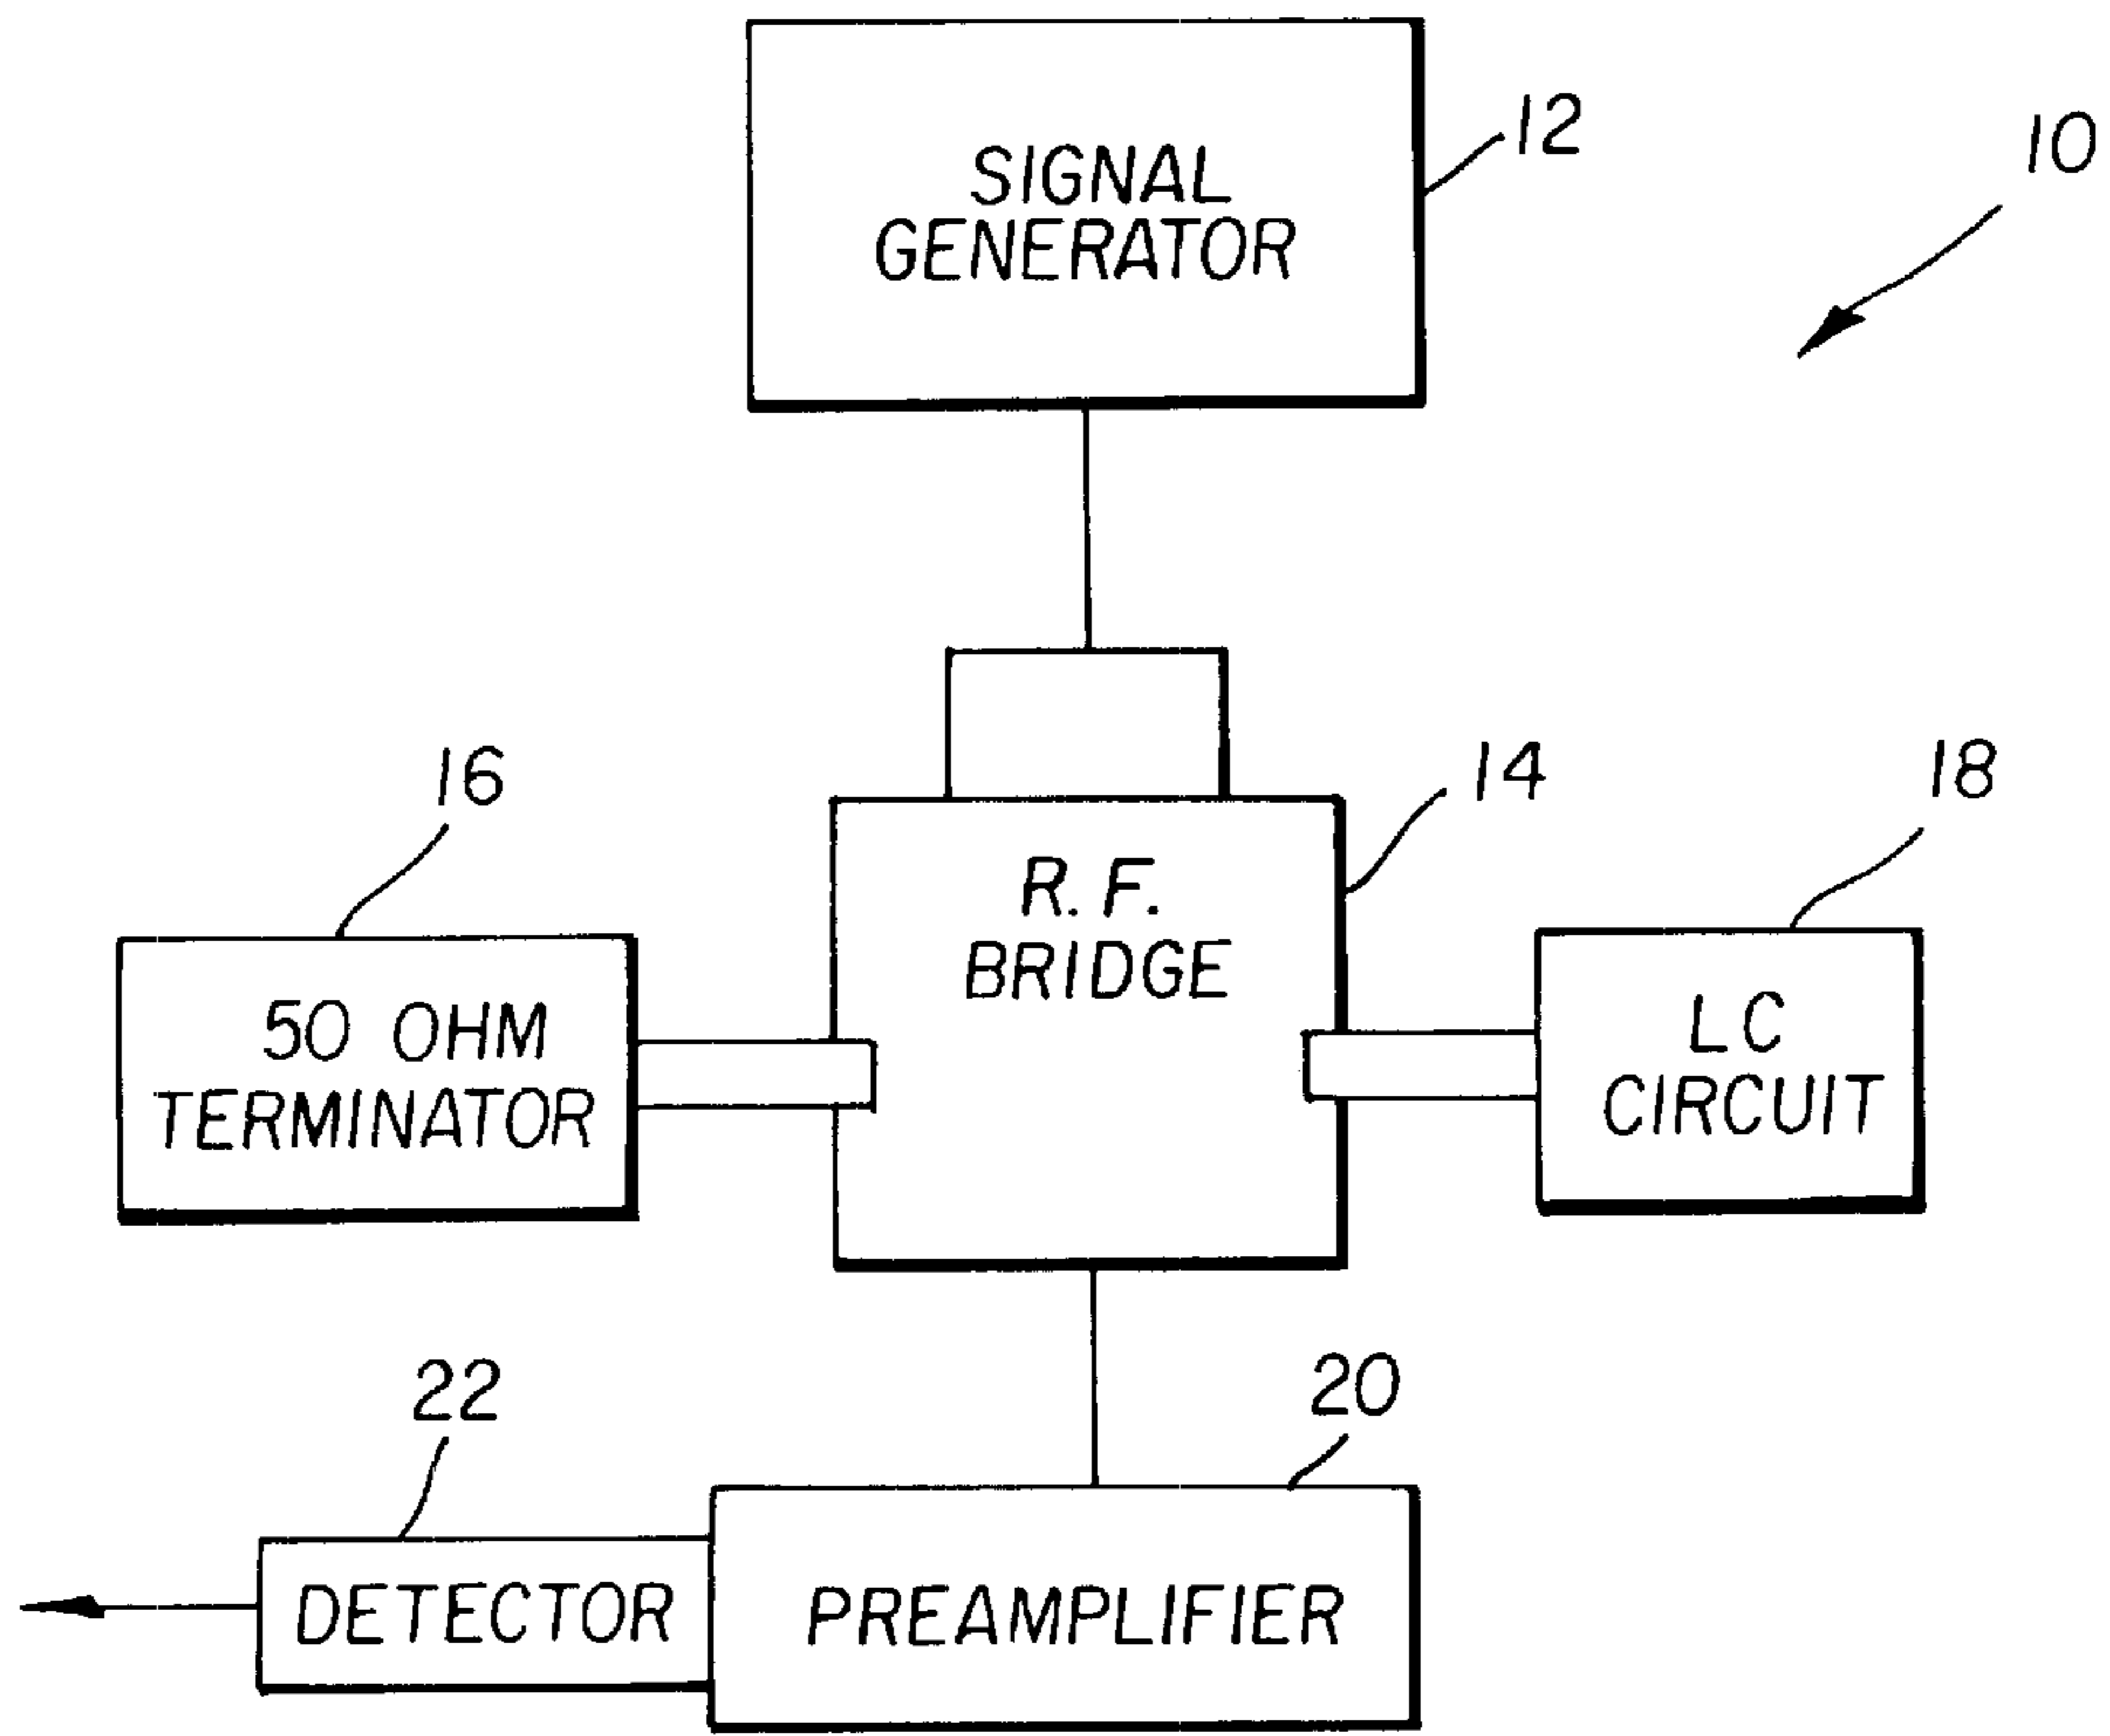 SIGNAL
GENERATOR
12
10
R. F.
BRIDGE
14
16
50 OHM
TERMINATOR
18
LC
CIRCUIT
22
DETECTOR
20
PREAMPLIFIER